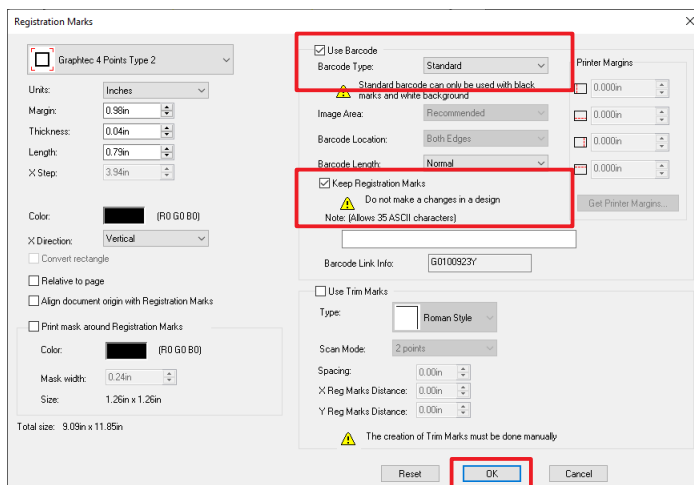 Registration Marks
Graphtec 4 Points Type 2
Units: Inches
Margin: 0.98in
Thickness: 0.04in
Length: 0.79in
X Step: 3.94in
Color: (R0 G0 B0)
X Direction: Vertical
Convert rectangle
Relative to page
Align document origin with Registration Marks
Print mask around Registration Marks
Color: (R0 G0 B0)
Mask width: 0.24in
Size: 1.26in x 1.26in
Total size: 9.09in x 11.85in
Use Barcode
Barcode Type: Standard
Standard barcode can only be used with black
marks and white background
Image Area: Recommended
Barcode Location: Both Edges
Barcode Length: Normal
Keep Registration Marks
Do not make a changes in a design
Note: (Allows 35 ASCII characters)
Barcode Link Info: G0100923Y
Printer Margins
0.000in
0.000in
0.000in
0.000in
Get Printer Margins...
Use Trim Marks
Type: Roman Style
Scan Mode: 2 points
Spacing: 0.00in
X Reg Marks Distance: 0.00in
Y Reg Marks Distance: 0.00in
The creation of Trim Marks must be done manually
Reset
OK
Cancel